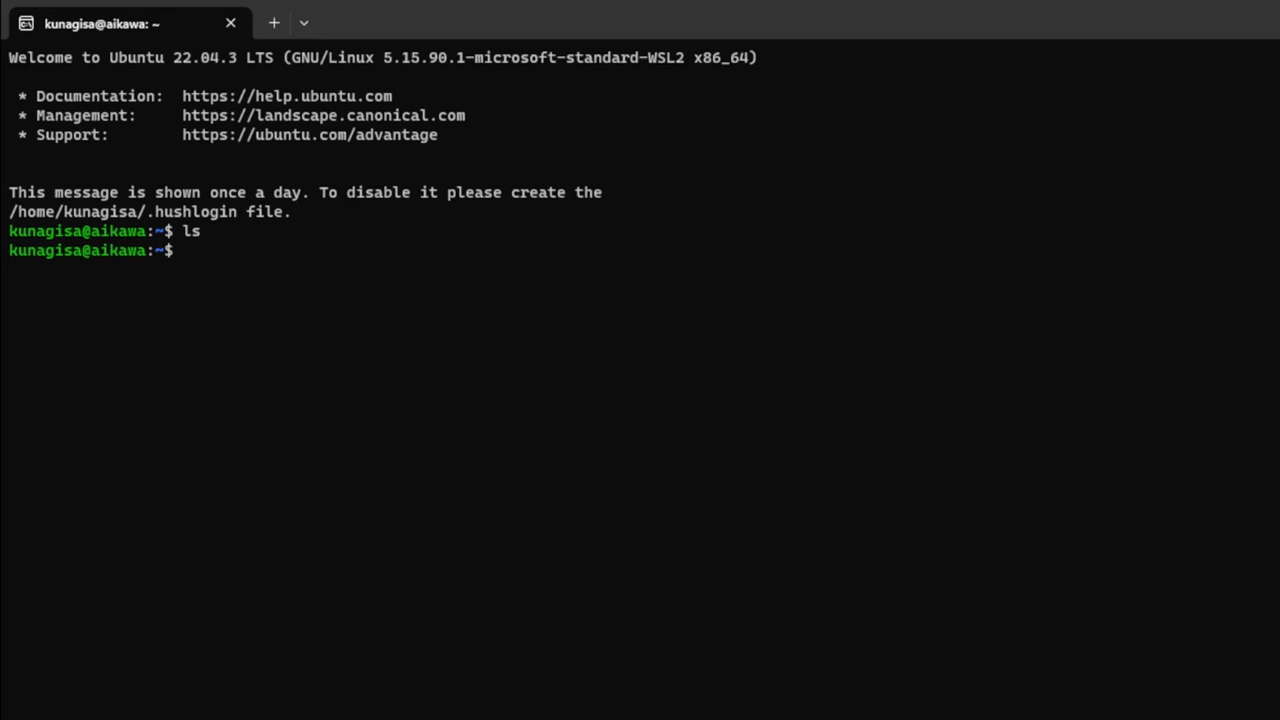 kunagisa@aikawa: ~
Welcome to Ubuntu 22.04.3 LTS (GNU/Linux 5.15.90.1-microsoft-standard-WSL2 x86_64)
* Documentation:  https://help.ubuntu.com
* Management:     https://landscape.canonical.com
* Support:        https://ubuntu.com/advantage
This message is shown once a day. To disable it please create the
/home/kunagisa/.hushlogin file.
kunagisa@aikawa:~$ ls
kunagisa@aikawa:~$